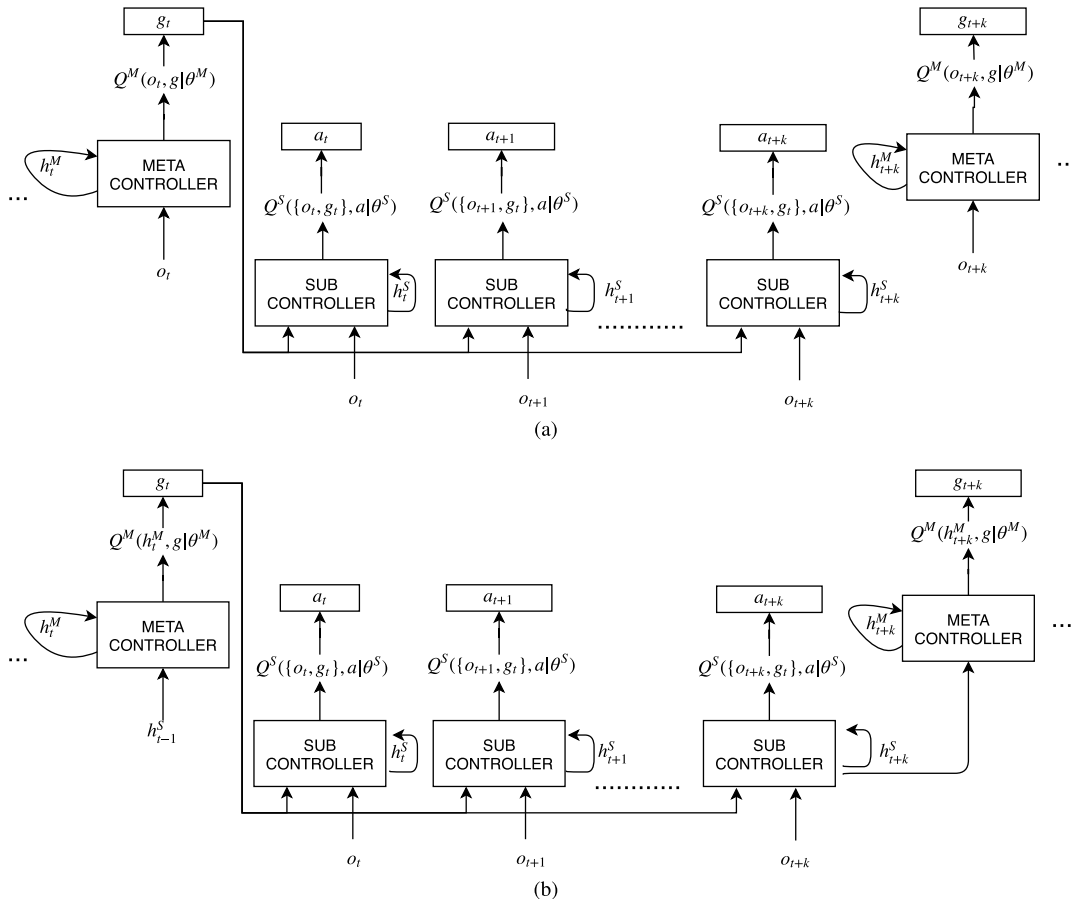 g_t
g_{t+k}
Q^M(o_t, g|θ^M)
Q^M(o_{t+k}, g|θ^M)
a_t
a_{t+1}
a_{t+k}
h_t^M
META
CONTROLLER
h_{t+k}^M
META
CONTROLLER
...
...
Q^S({o_t, g_t}, a|θ^S)
Q^S({o_{t+1}, g_t}, a|θ^S)
Q^S({o_{t+k}, g_t}, a|θ^S)
o_t
o_{t+k}
SUB
CONTROLLER
h_t^S
SUB
CONTROLLER
h_{t+1}^S
SUB
CONTROLLER
h_{t+k}^S
..............
o_t
o_{t+1}
o_{t+k}
(a)
g_t
g_{t+k}
Q^M(h_t^M, g|θ^M)
Q^M(h_{t+k}^M, g|θ^M)
a_t
a_{t+1}
a_{t+k}
h_t^M
META
CONTROLLER
h_{t+k}^M
META
CONTROLLER
...
...
Q^S({o_t, g_t}, a|θ^S)
Q^S({o_{t+1}, g_t}, a|θ^S)
Q^S({o_{t+k}, g_t}, a|θ^S)
h_{t-1}^S
SUB
CONTROLLER
h_t^S
SUB
CONTROLLER
h_{t+1}^S
SUB
CONTROLLER
h_{t+k}^S
..............
o_t
o_{t+1}
o_{t+k}
(b)